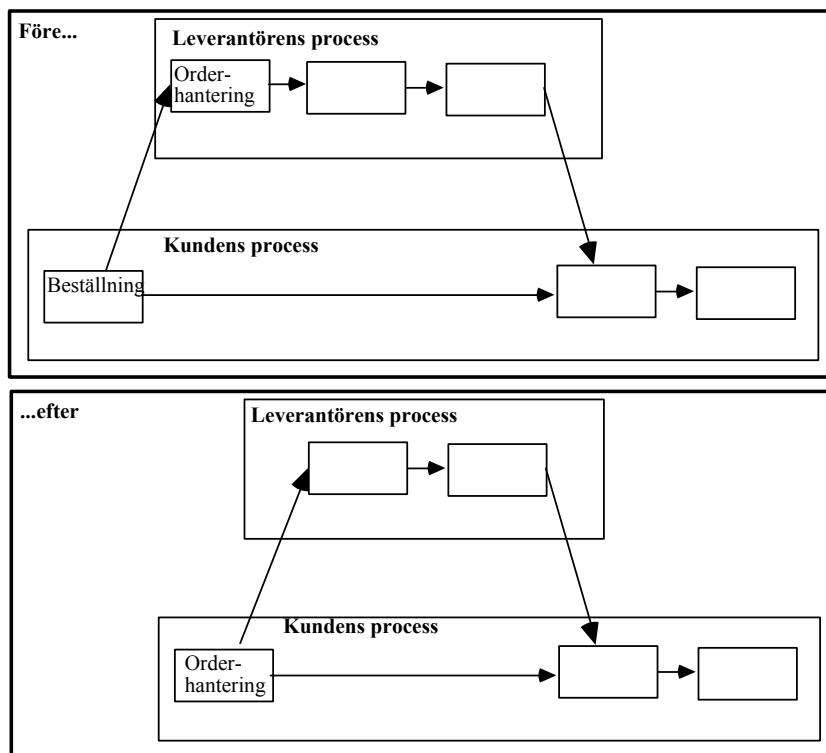 Före...
Leverantörens process
Order-
hantering
Kundens process
Beställning
...efter
Leverantörens process
Kundens process
Order-
hantering